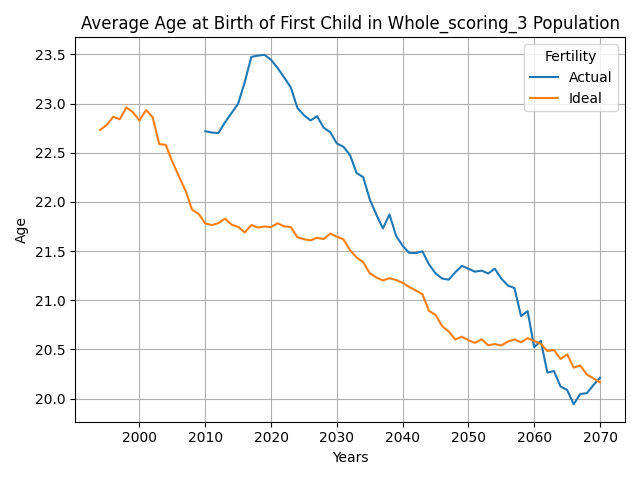 Average Age at Birth of First Child in Whole_scoring_3 Population
Fertility
Actual
Ideal
Age
23.5
23.0
22.5
22.0
21.5
21.0
20.5
20.0
2000 2010 2020 2030 2040 2050 2060 2070
Years